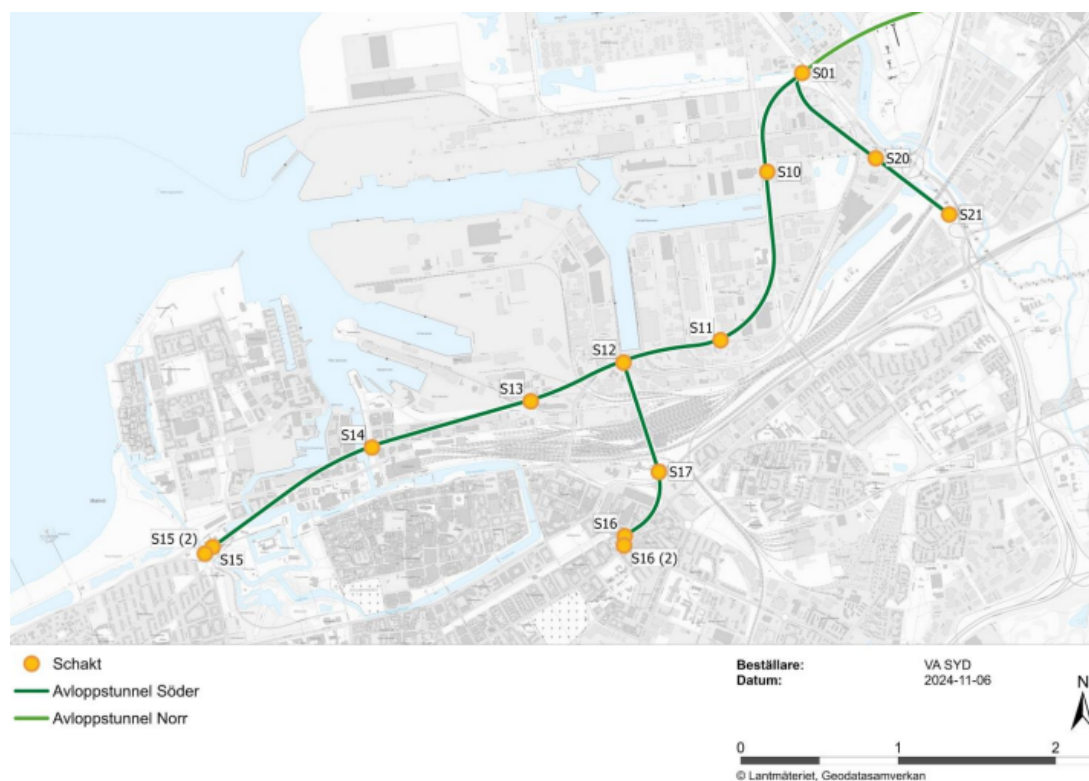 S01
S20
S10
S21
S11
S12
S13
S14
S17
S15 (2)
S15
S16
S16 (2)
Schakt
Avloppstunnel Söder
Avloppstunnel Norr
Beställare: VA SYD
Datum: 2024-11-06
N
0 1 2
© Lantmäteriet, Geodatasamverkan